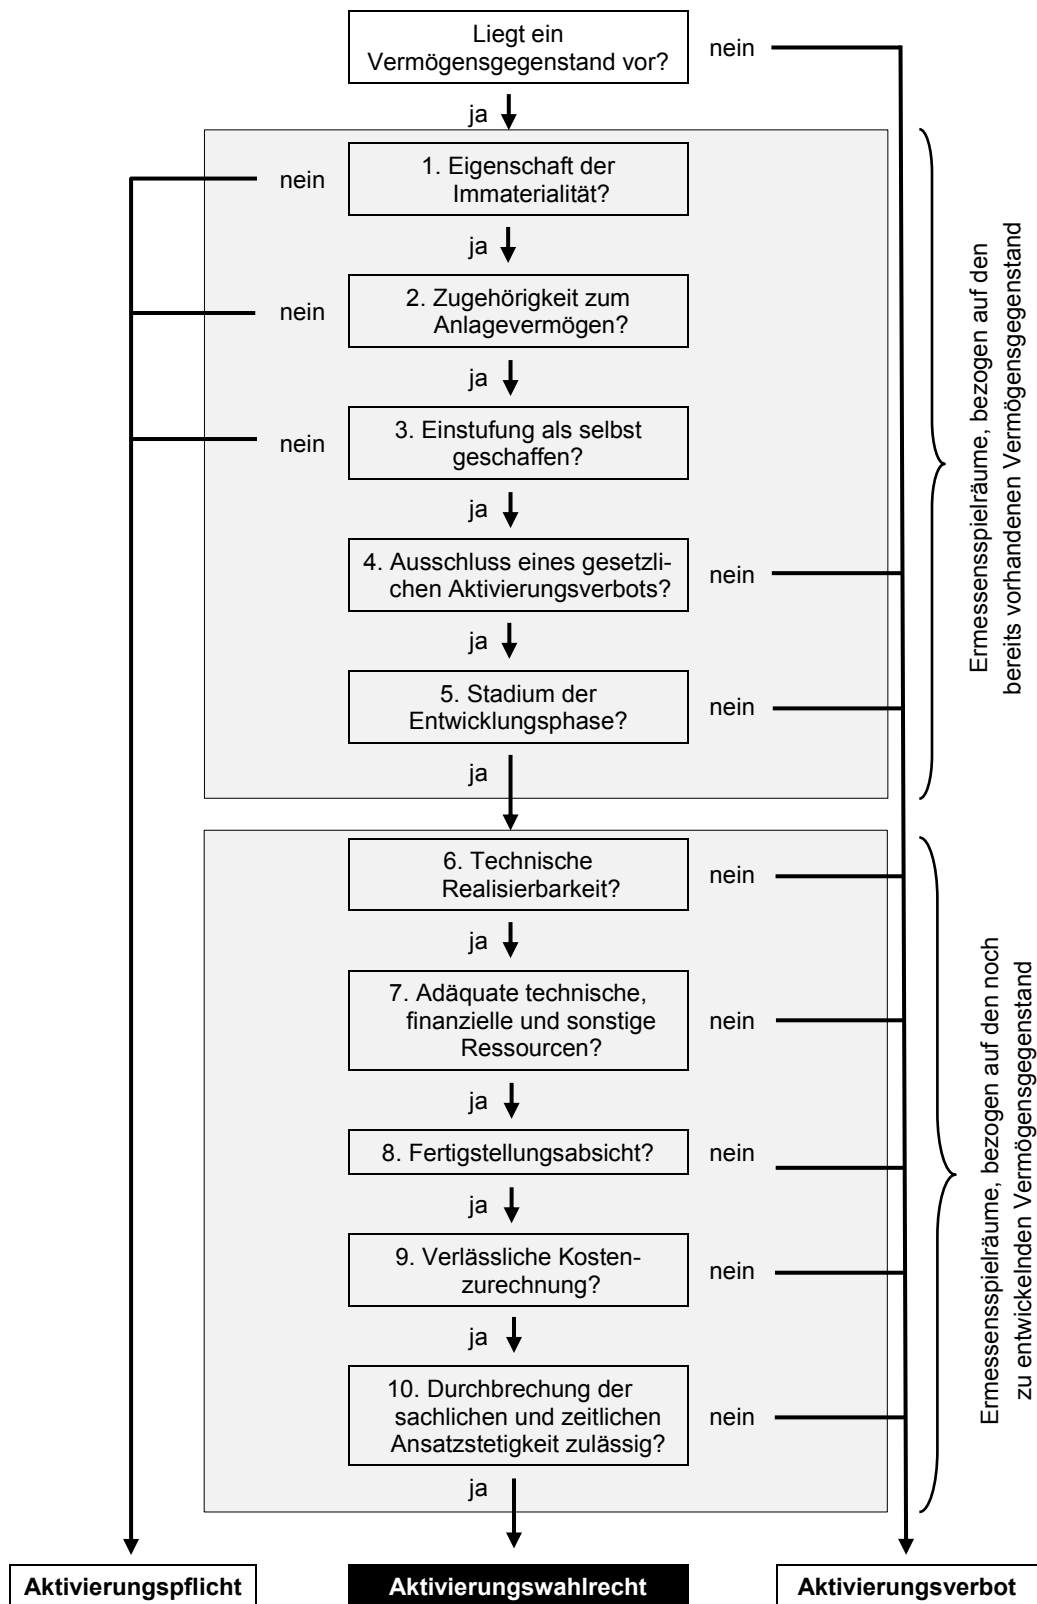 Liegt ein
Vermögensgegenstand vor?
nein
ja
nein
1. Eigenschaft der
Immaterialität?
ja
nein
2. Zugehörigkeit zum
Anlagevermögen?
ja
nein
3. Einstufung als selbst
geschaffen?
ja
4. Ausschluss eines gesetzli-
chen Aktivierungsverbots?
nein
ja
5. Stadium der
Entwicklungsphase?
nein
ja
Ermessensspielräume, bezogen auf den
bereits vorhandenen Vermögensgegenstand
6. Technische
Realisierbarkeit?
nein
ja
7. Adäquate technische,
finanzielle und sonstige
Ressourcen?
nein
ja
8. Fertigstellungsabsicht?
nein
ja
9. Verlässliche Kosten-
zurechnung?
nein
ja
10. Durchbrechung der
sachlichen und zeitlichen
Ansatzstetigkeit zulässig?
nein
ja
Ermessensspielräume, bezogen auf den noch
zu entwickelnden Vermögensgegenstand
Aktivierungspflicht
Aktivierungswahlrecht
Aktivierungsverbot